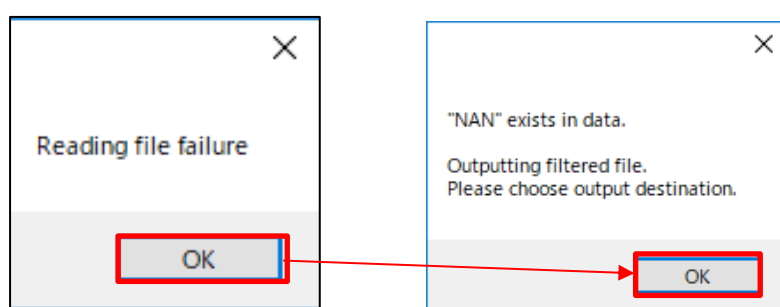 Reading file failure
OK
"NAN" exists in data.
Outputting filtered file.
Please choose output destination.
OK